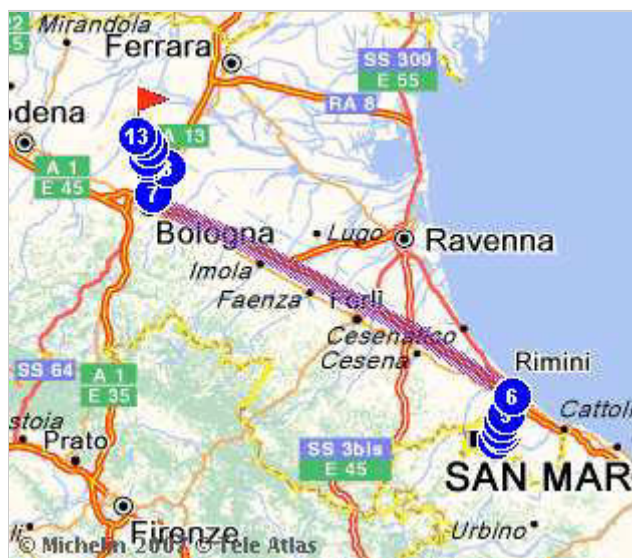 Mirandola
Ferrara
SS 309
E 55
RA 8
odena
13
A 13
A 1
E 45
7
Bologna
Lugo
Ravenna
Imola
Faenza
Forlì
Cesenatico
Cesena
SS 64
A 1
E 35
Rimini
6
Cattoli
stoia
Prato
SS 3bis
E 45
SAN MAR
Firenze
Urbino
© Michelin 2007 © Tele Atlas